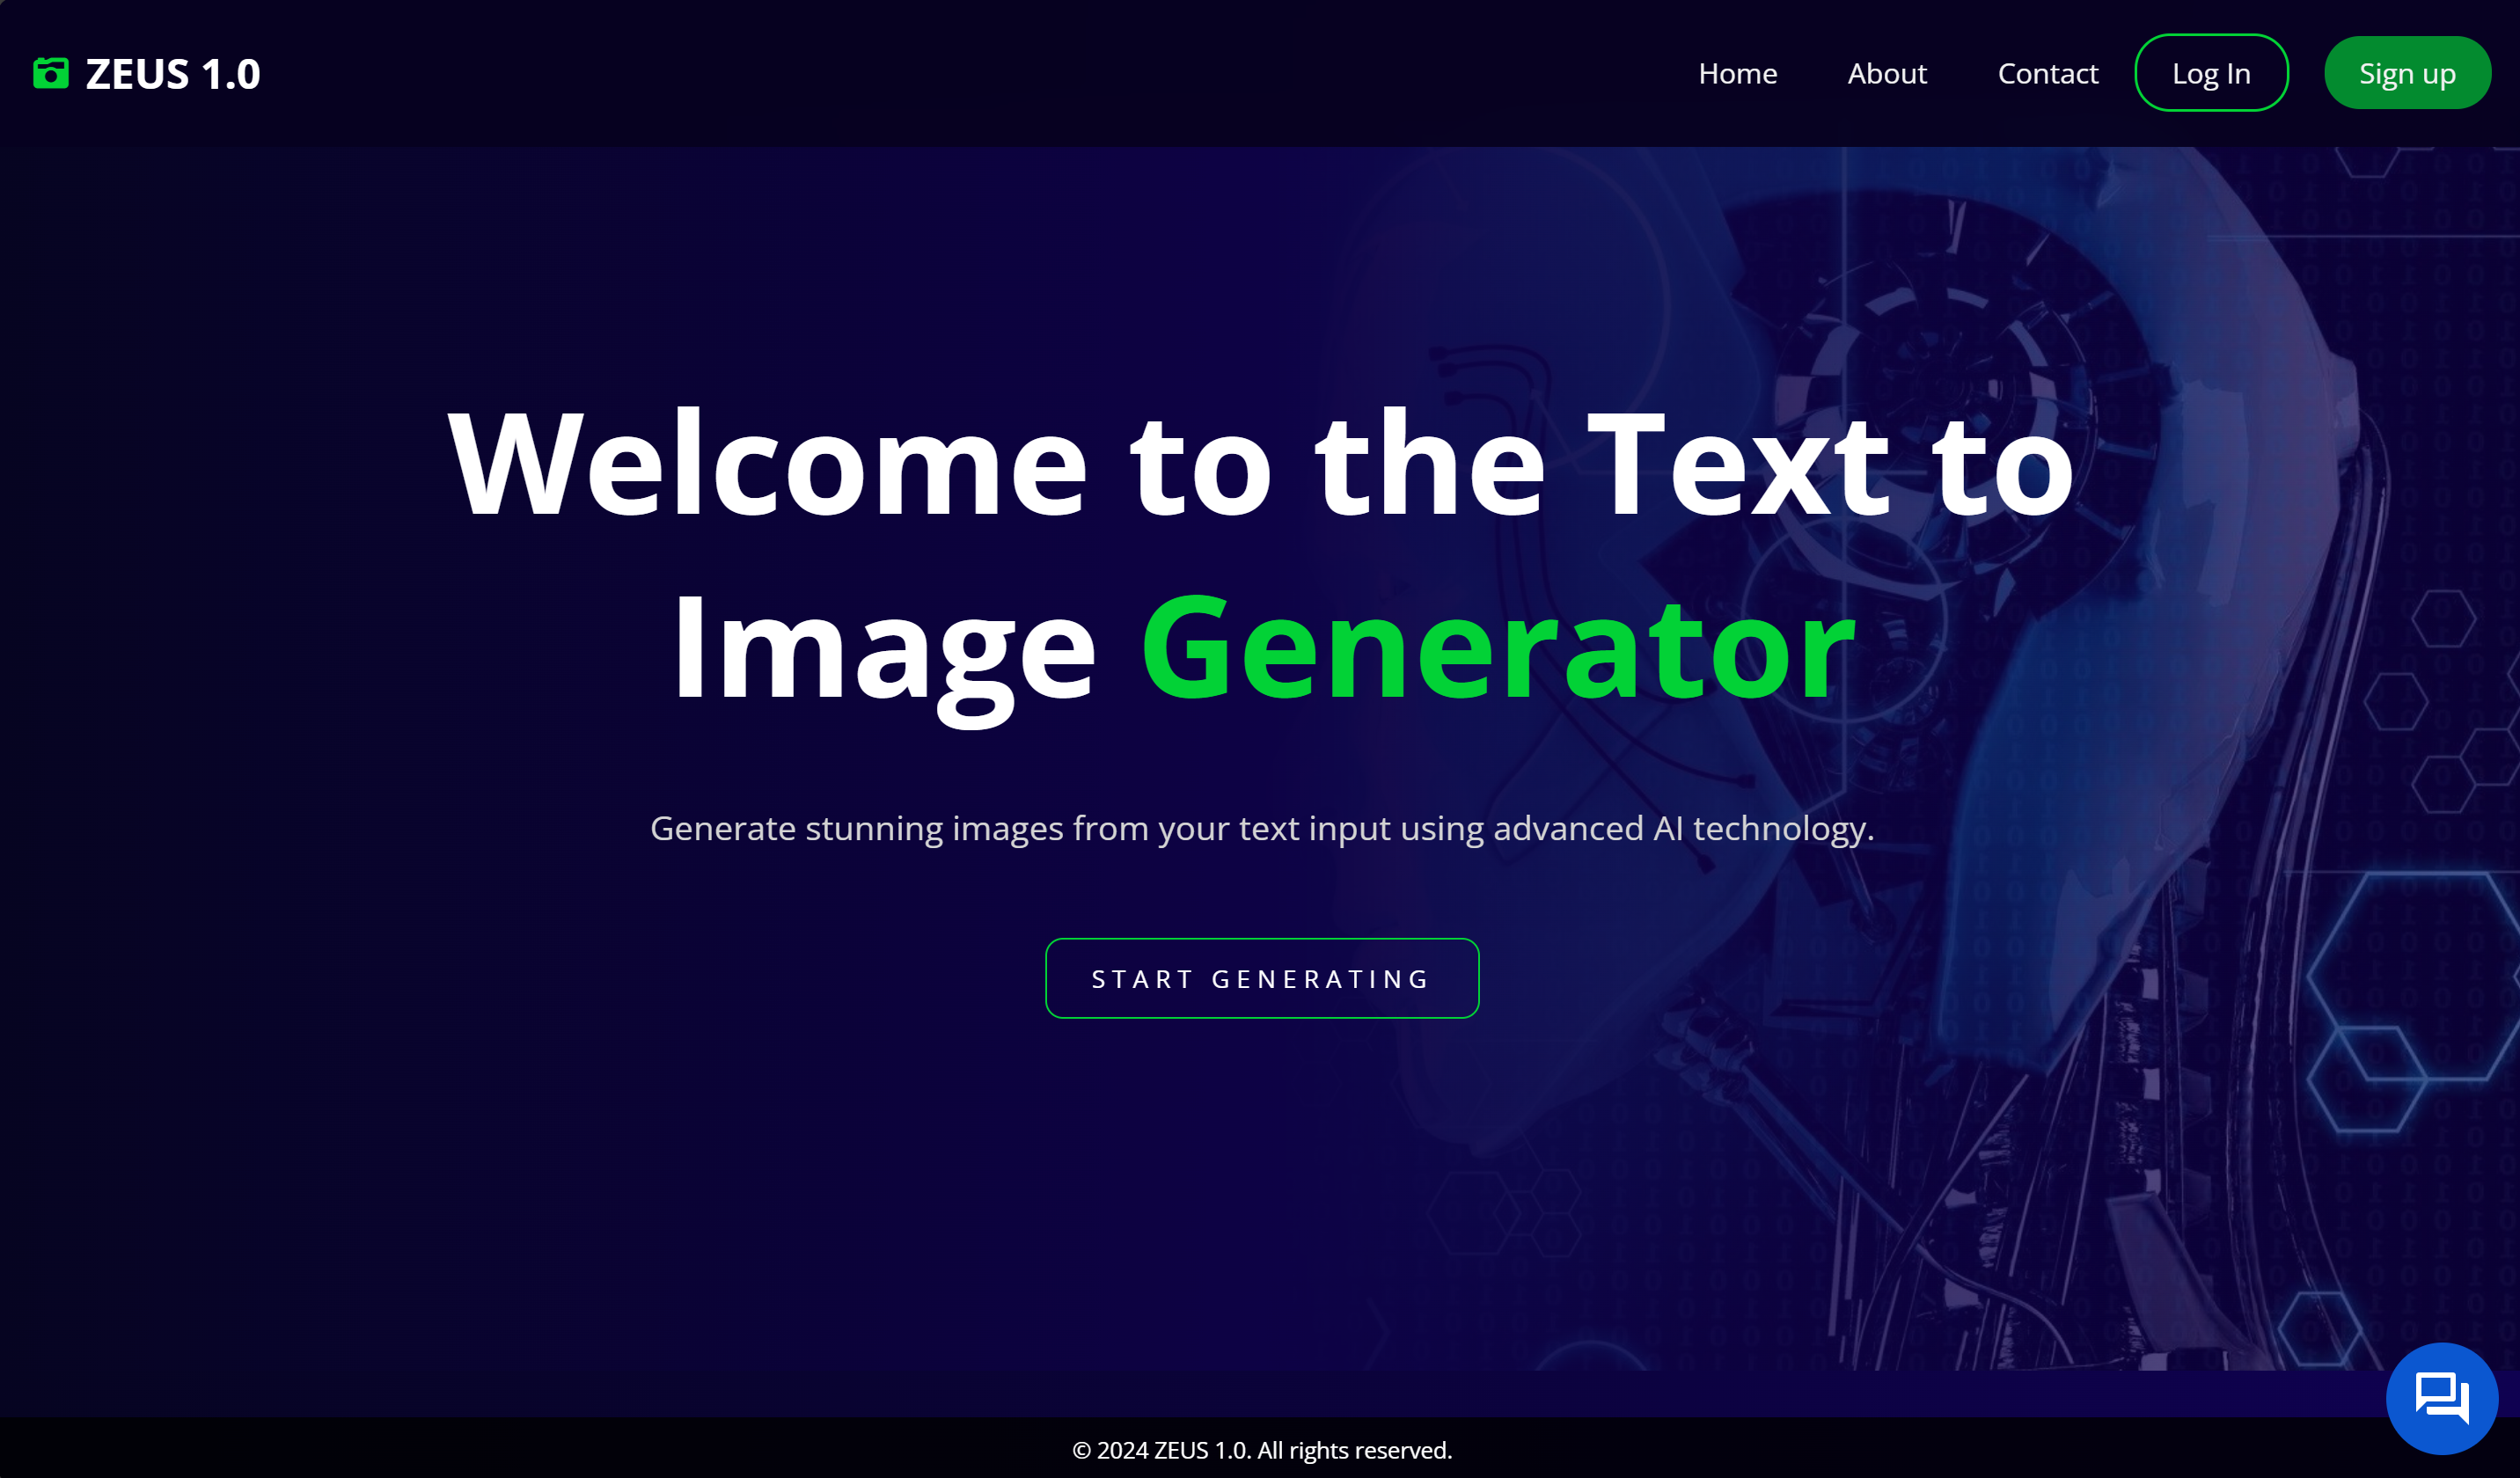 ZEUS 1.0
Home
About
Contact
Log In
Sign up
Welcome to the Text to
Image Generator
Generate stunning images from your text input using advanced AI technology.
START GENERATING
© 2024 ZEUS 1.0. All rights reserved.